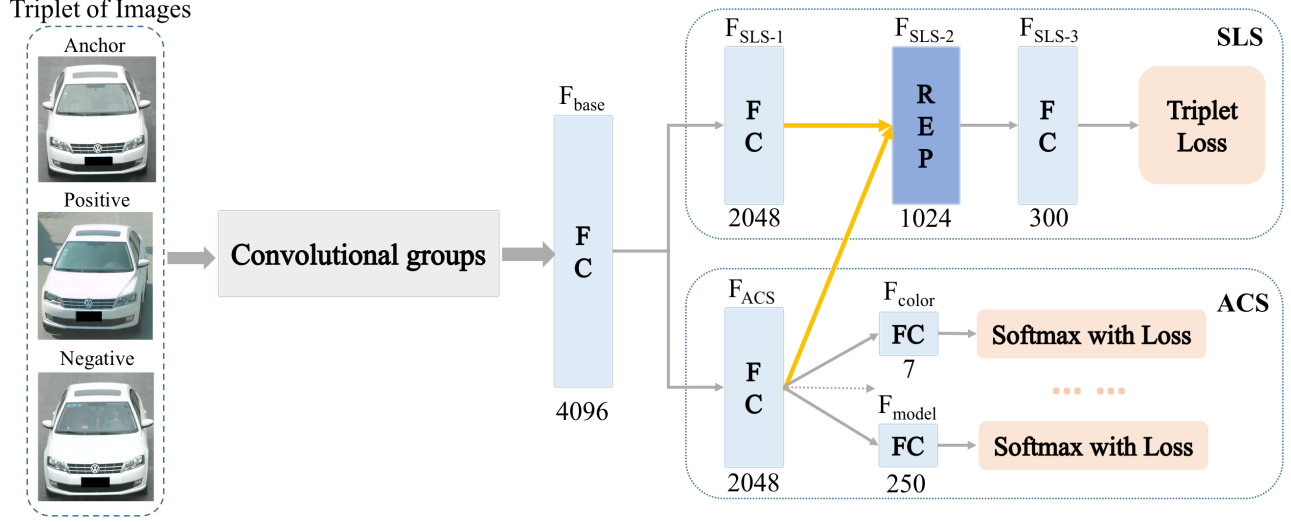 Triplet of Images
Anchor
Positive
Negative
Convolutional groups
F_base
F
C
4096
SLS
F_SLS-1
F
C
2048
F_SLS-2
R
E
P
1024
F_SLS-3
F
C
300
Triplet
Loss
ACS
F_ACS
F
C
2048
F_color
FC
7
Softmax with Loss
... ...
F_model
FC
250
Softmax with Loss